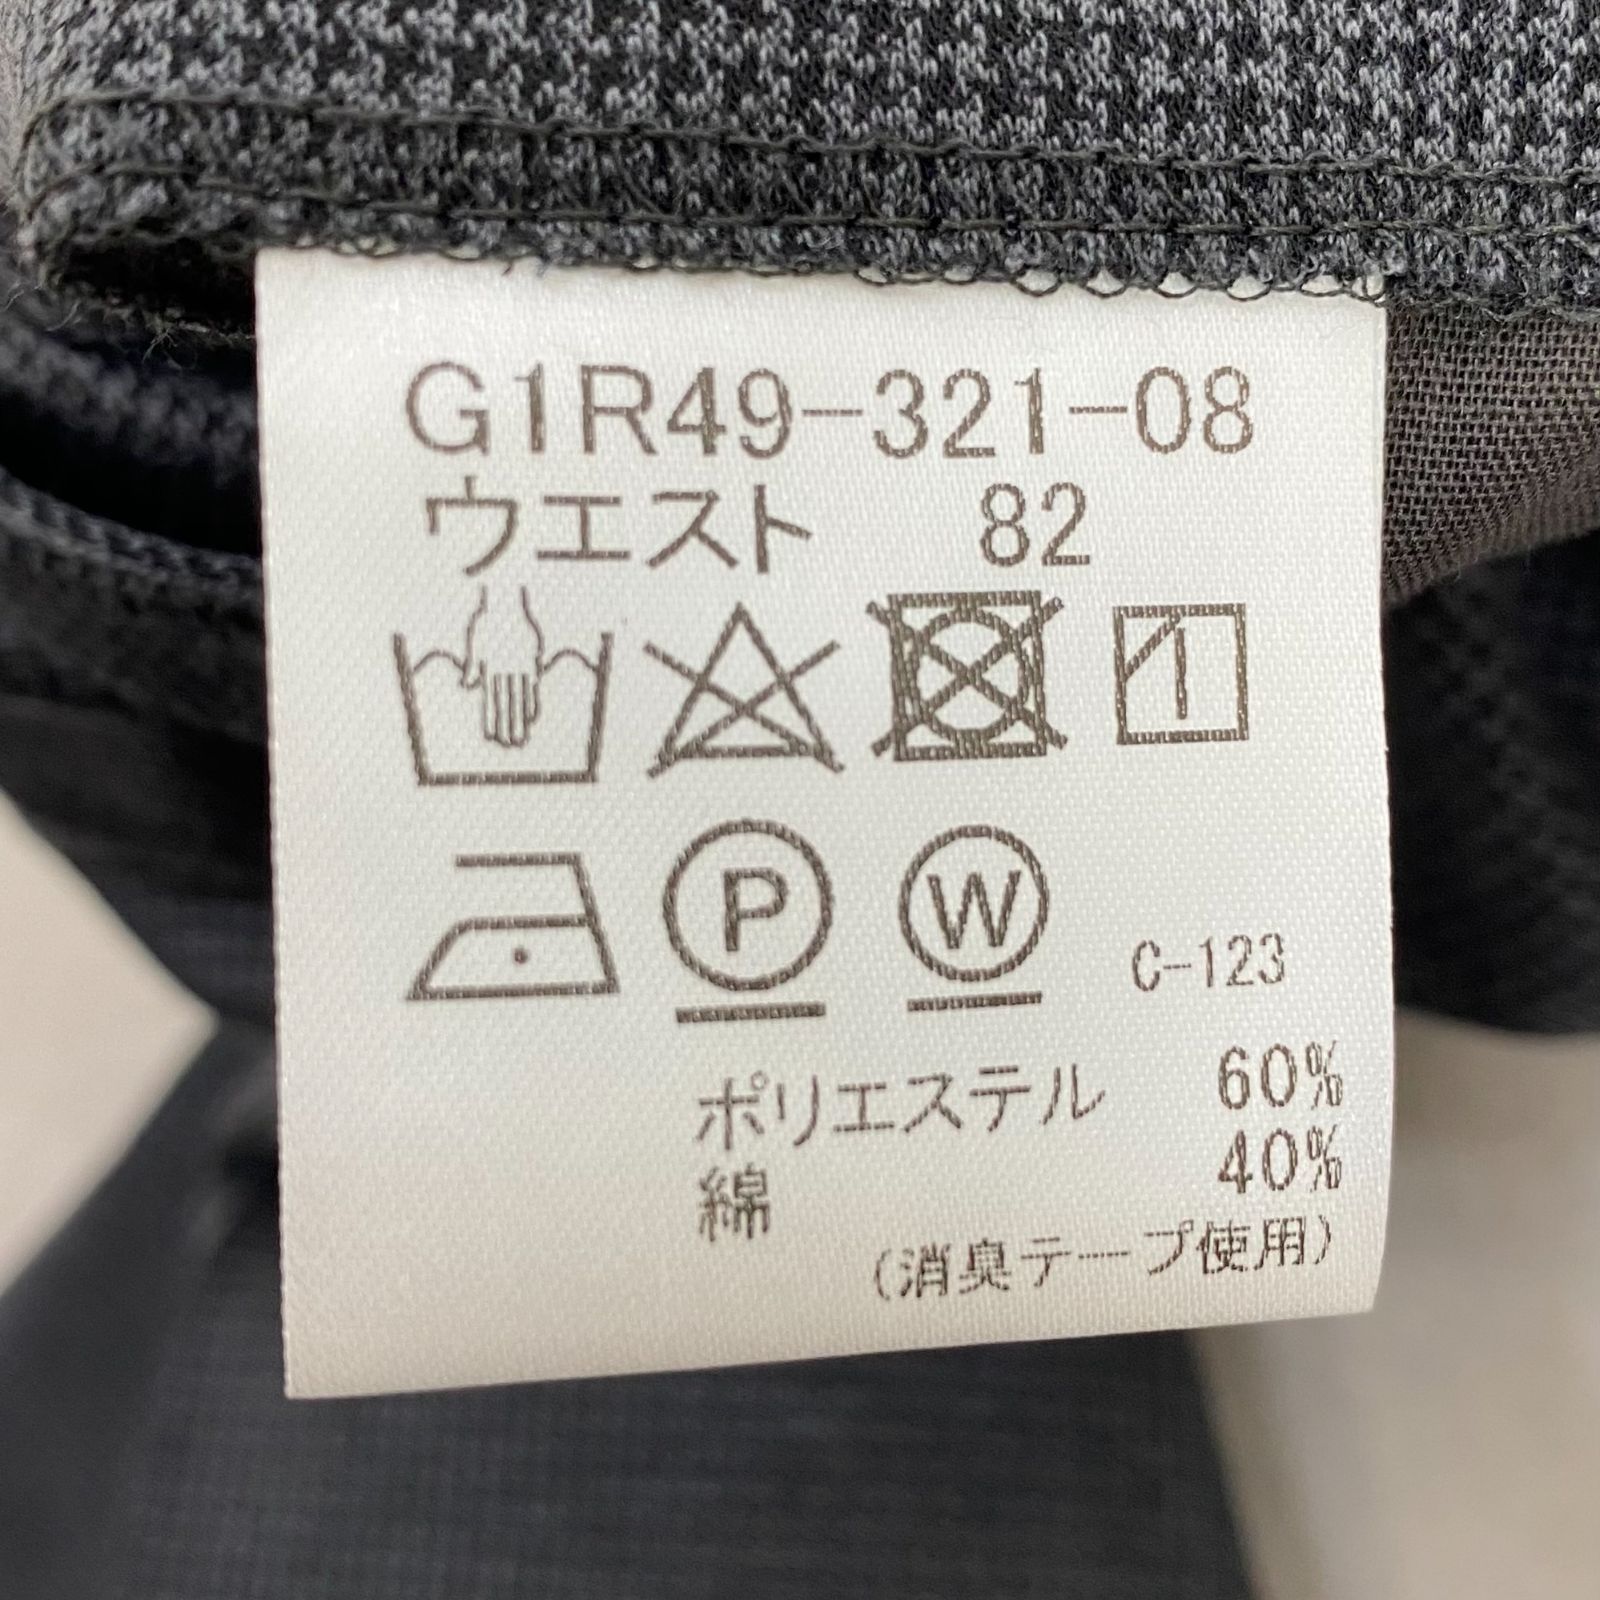 G1R49-321-08
ウエスト 82
P W C-123
ポリエステル 60%
綿 40%
(消臭テープ使用)